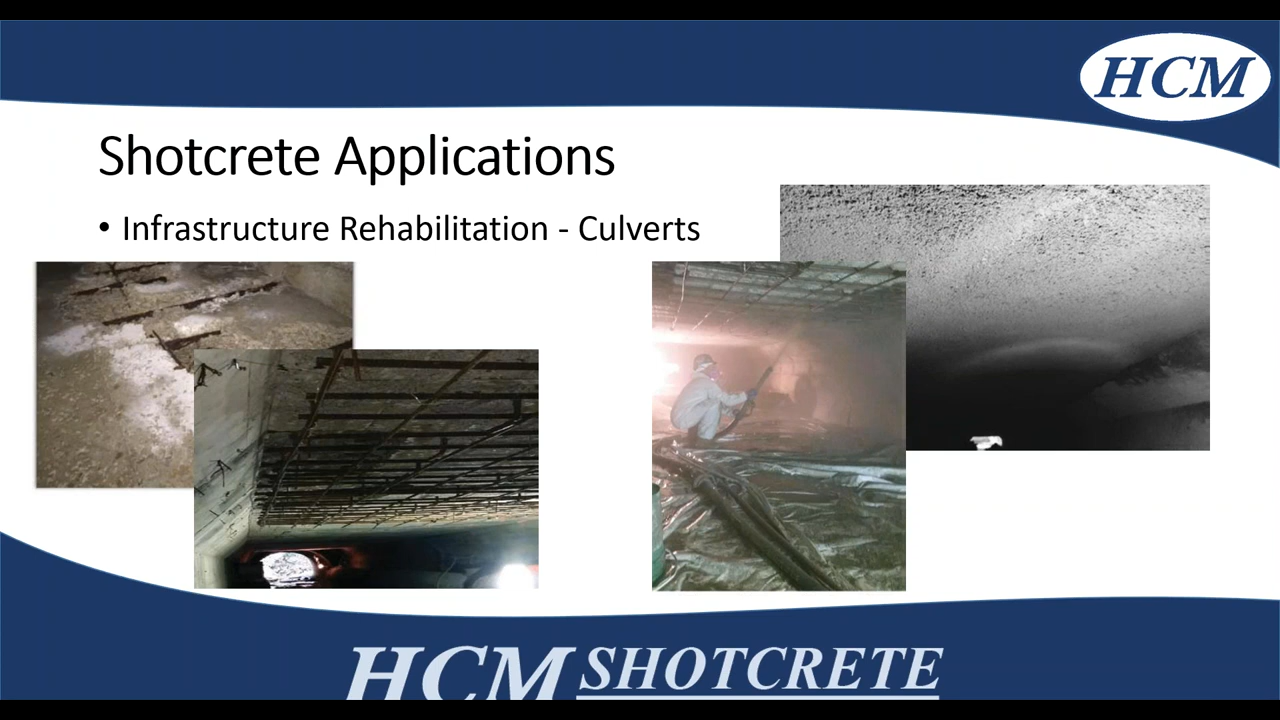 HCM
Shotcrete Applications
• Infrastructure Rehabilitation - Culverts
HCM SHOTCRETE